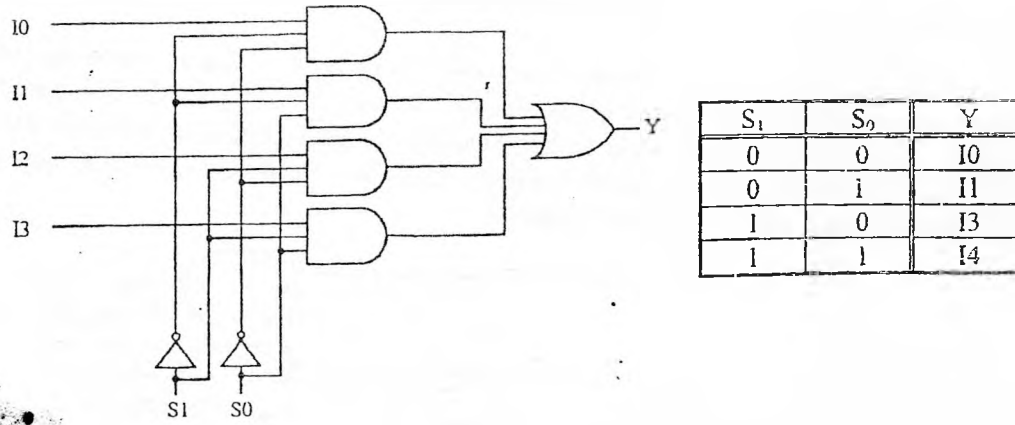 I0
I1
I2
I3
S1 S0
Y
S₁ S₀ Y
0 0 I0
0 1 I1
1 0 I3
1 1 I4